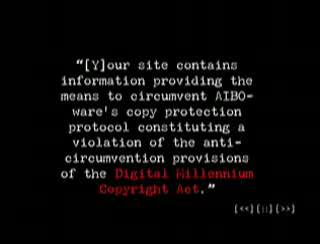 "[Y]our site contains
information providing the
means to circumvent AIBO-
ware's copy protection
protocol constituting a
violation of the anti-
circumvention provisions
of the Digital Millennium
Copyright Act."
[<<][||][>>]